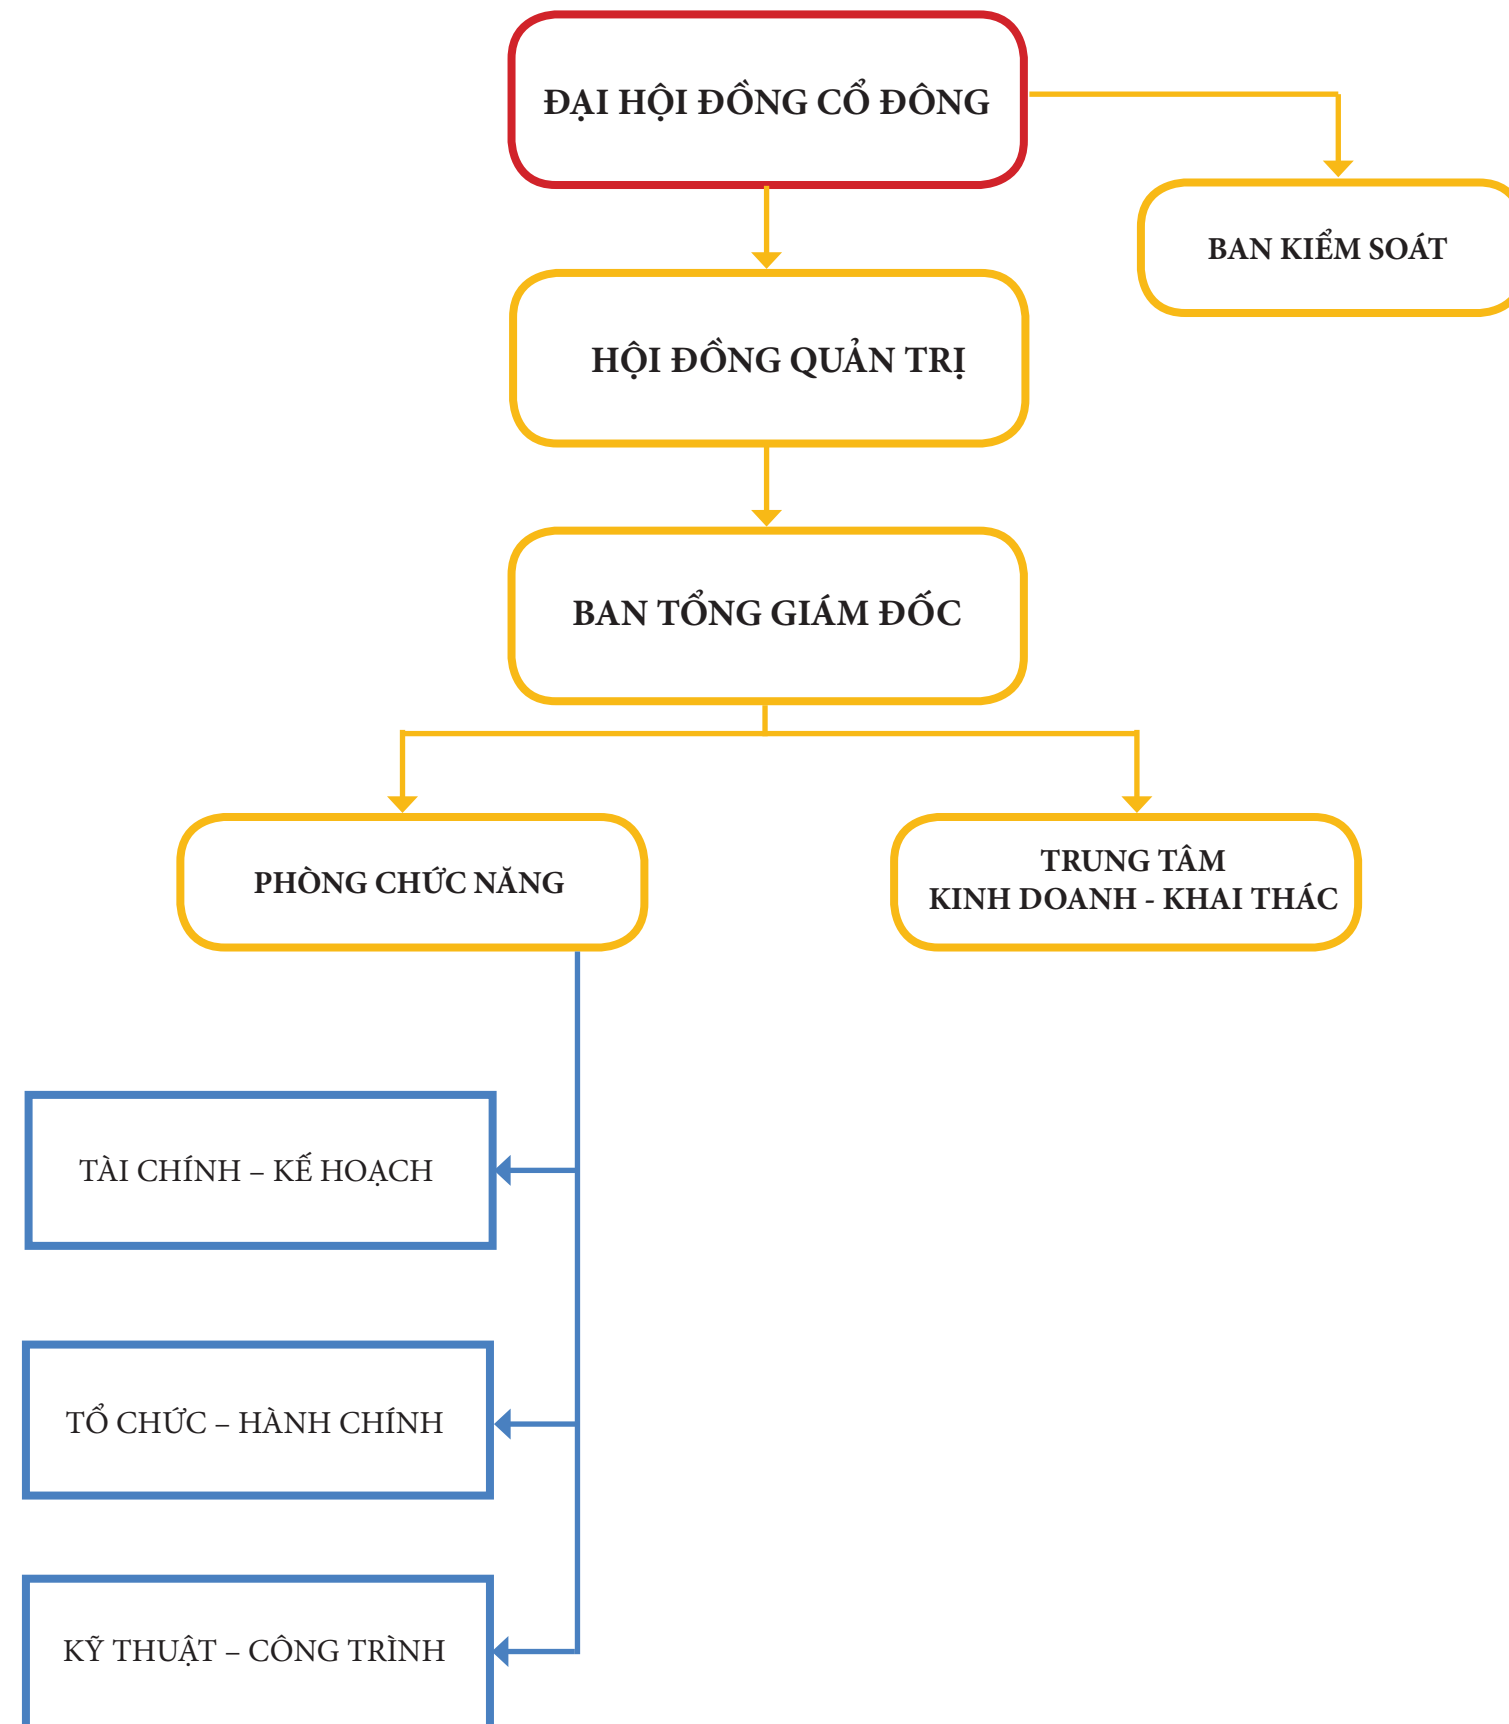 ĐẠI HỘI ĐỒNG CỔ ĐÔNG
BAN KIỂM SOÁT
HỘI ĐỒNG QUẢN TRỊ
BAN TỔNG GIÁM ĐỐC
PHÒNG CHỨC NĂNG
TRUNG TÂM
KINH DOANH - KHAI THÁC
TÀI CHÍNH – KẾ HOẠCH
TỔ CHỨC – HÀNH CHÍNH
KỸ THUẬT – CÔNG TRÌNH